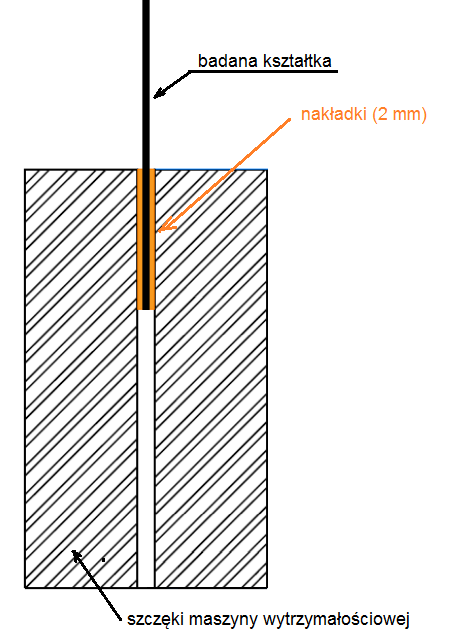 badana kształtka
nakładki (2 mm)
szczęki maszyny wytrzymałościowej